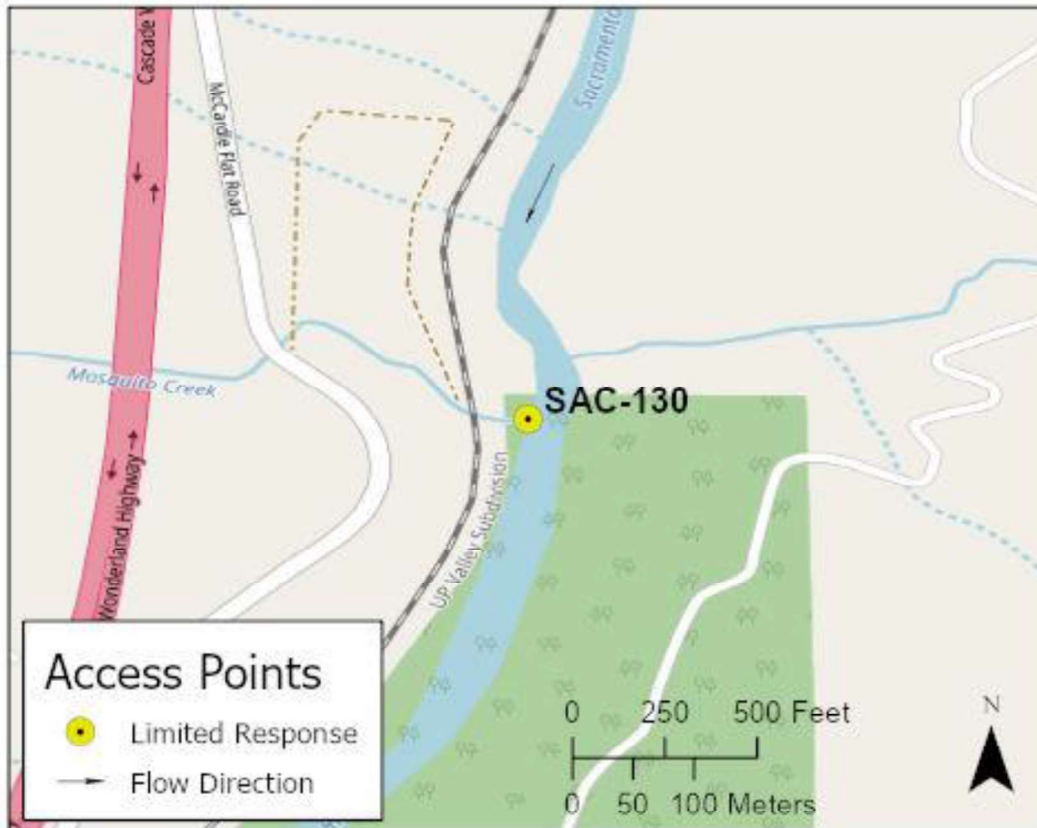 Cascade W
McCardle Flat Road
Sacramento
Mosquito Creek
SAC-130
Wonderland Highway
UP Valley Subdivision
Access Points
Limited Response
Flow Direction
0 250 500 Feet
0 50 100 Meters
N